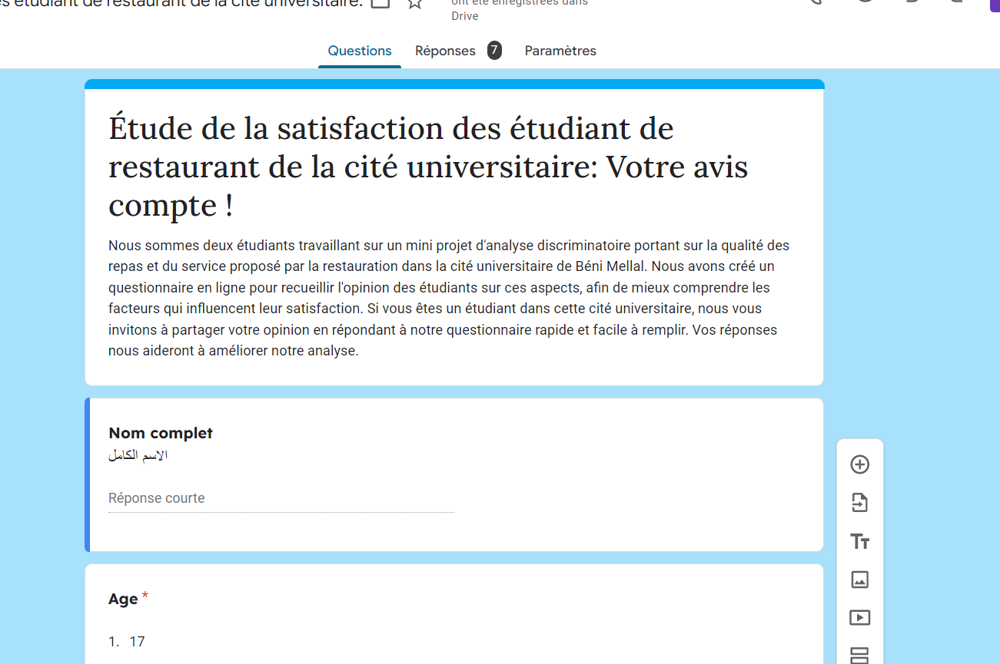 es étudiant de restaurant de la cité universitaire.
ont été enregistrées dans
Drive
Questions
Réponses 7
Paramètres
Étude de la satisfaction des étudiant de
restaurant de la cité universitaire: Votre avis
compte !
Nous sommes deux étudiants travaillant sur un mini projet d'analyse discriminatoire portant sur la qualité des
repas et du service proposé par la restauration dans la cité universitaire de Béni Mellal. Nous avons créé un
questionnaire en ligne pour recueillir l'opinion des étudiants sur ces aspects, afin de mieux comprendre les
facteurs qui influencent leur satisfaction. Si vous êtes un étudiant dans cette cité universitaire, nous vous
invitons à partager votre opinion en répondant à notre questionnaire rapide et facile à remplir. Vos réponses
nous aideront à améliorer notre analyse.
Nom complet
الاسم الكامل
Réponse courte
Age *
1. 17